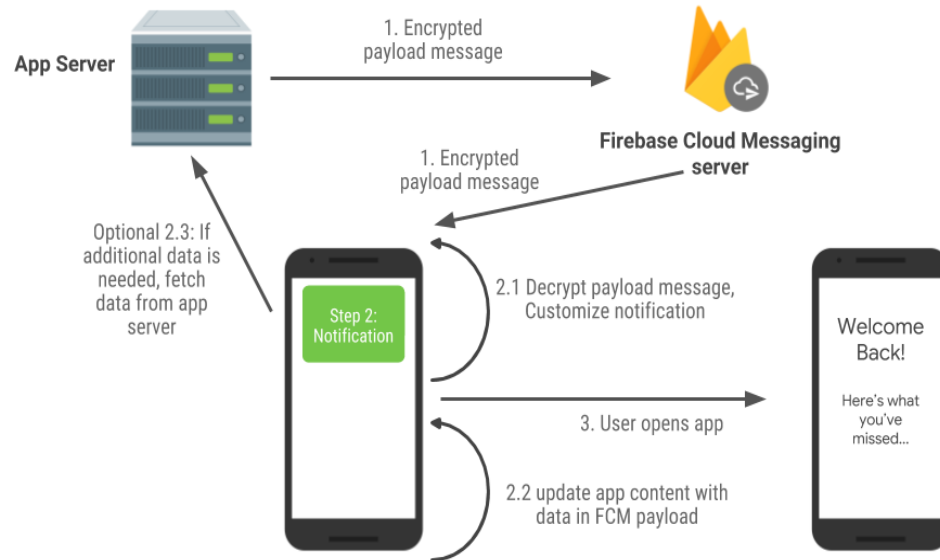 App Server
1. Encrypted
payload message
Firebase Cloud Messaging
server
1. Encrypted
payload message
Optional 2.3: If
additional data is
needed, fetch
data from app
server
Step 2:
Notification
2.1 Decrypt payload message,
Customize notification
3. User opens app
2.2 update app content with
data in FCM payload
Welcome
Back!
Here's what
you've
missed...